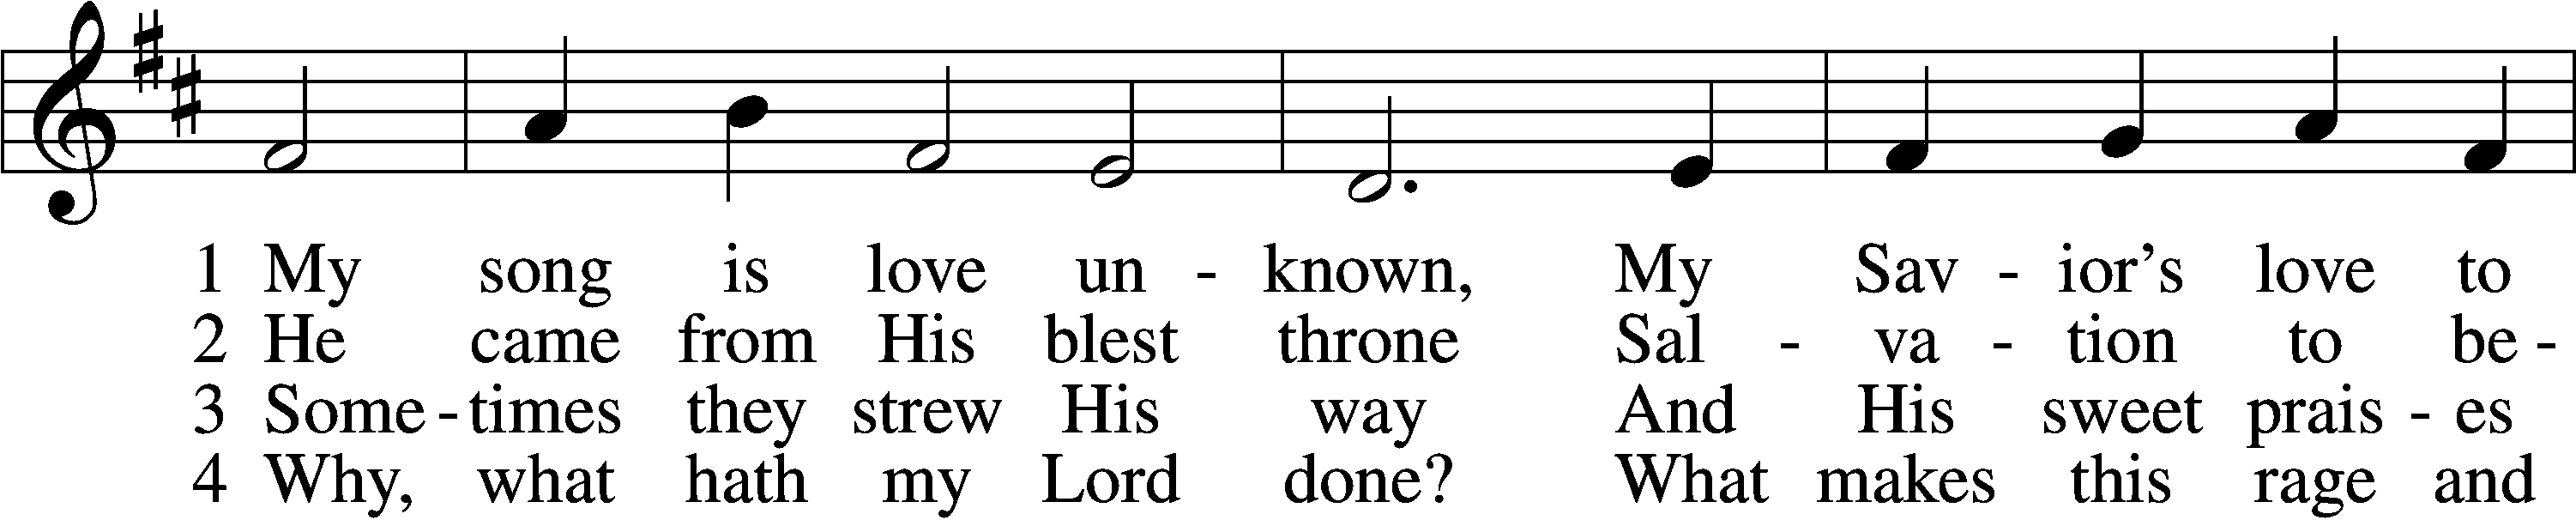 1 My song is love un - known, My Sav - ior’s love to
2 He came from His blest throne Sal - va - tion to be -
3 Some - times they strew His way And His sweet prais - es
4 Why, what hath my Lord done? What makes this rage and